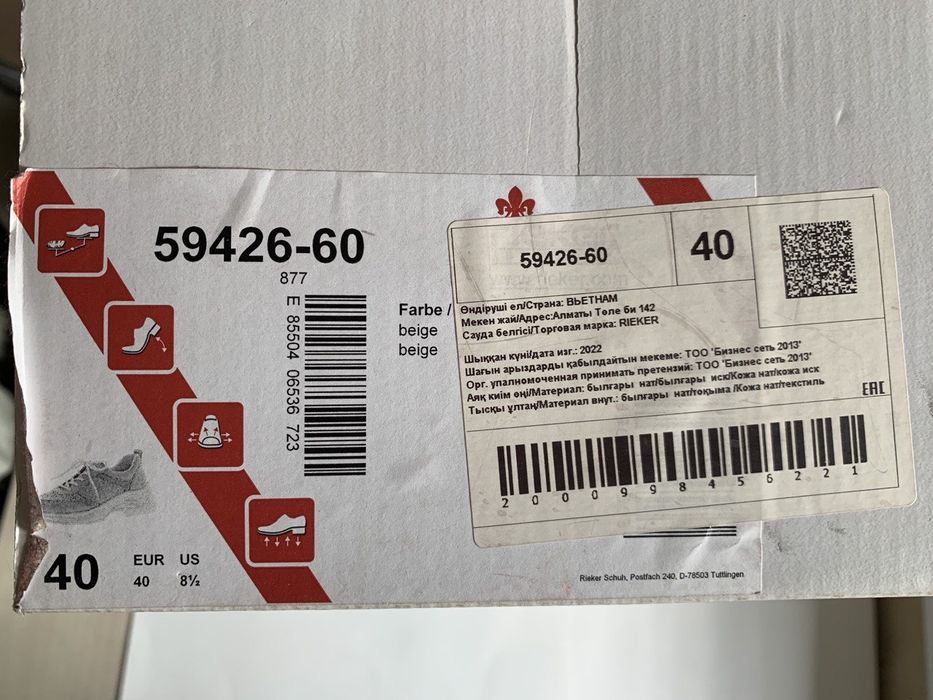 59426-60
877
E 85504 06536 723
Farbe /
beige
beige
40
EUR US
40 8½
Rieker Schuh, Postfach 240, D-78503 Tuttlingen
59426-60
40
Өндіруші ел/Страна: ВЬЕТНАМ
Мекен жай/Адрес:Алматы Төле би 142
Сауда белгісі/Торговая марка: RIEKER
Шыққан күні/дата изг.: 2022
Шағын арыздарды қабылдайтын мекеме: ТОО 'Бизнес сеть 2013'
Орг. упалномоченная принимать претензий: ТОО 'Бизнес сеть 2013'
Аяқ киім өңі/Материал: былғары нат/былғары иск/Кожа нат/кожа иск
Тысқы ұлтаң/Материал внут.: былғары нат/тоқыма /Кожа нат/текстиль
EAC
2000998456221